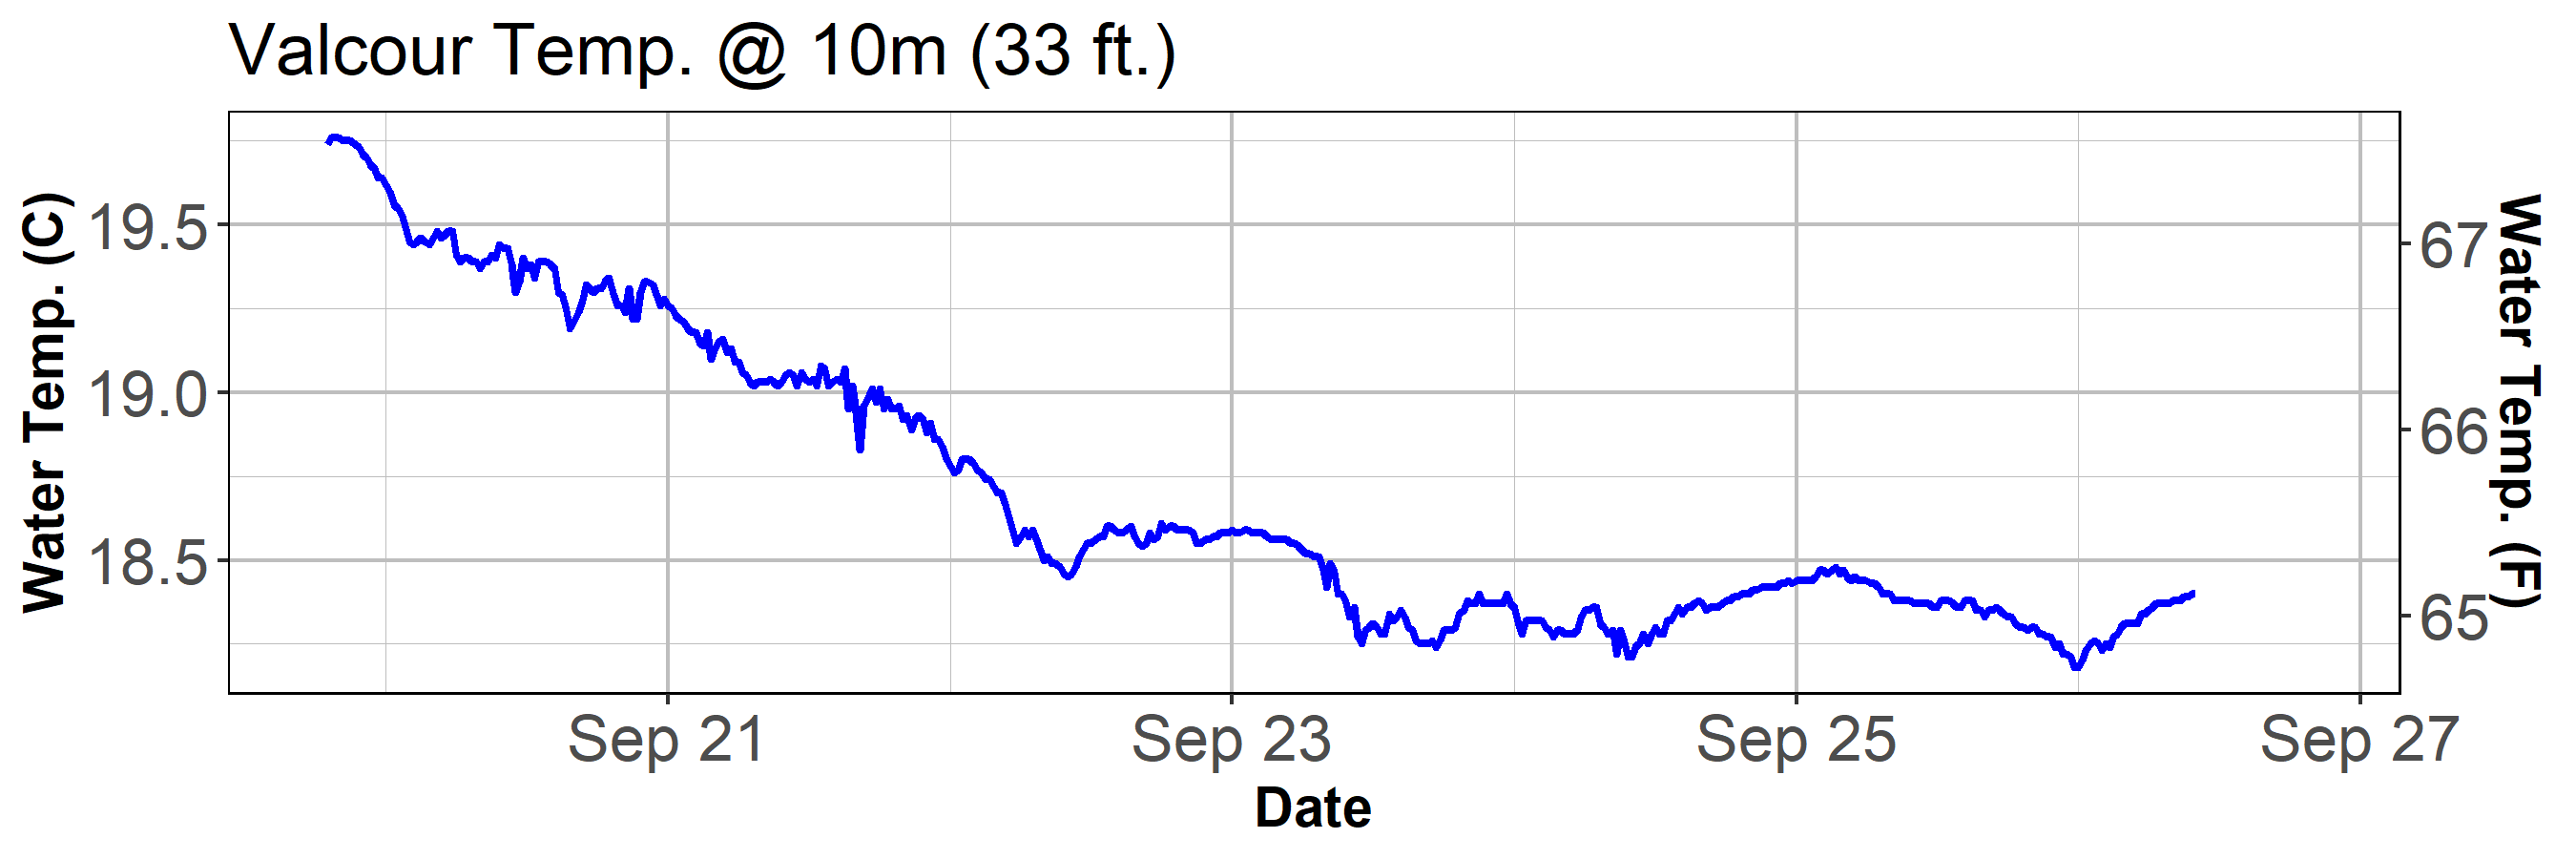 Valcour Temp. @ 10m (33 ft.)
Water Temp. (C)
19.5
19.0
18.5
67
66
65
Water Temp. (F)
Sep 21
Sep 23
Sep 25
Sep 27
Date